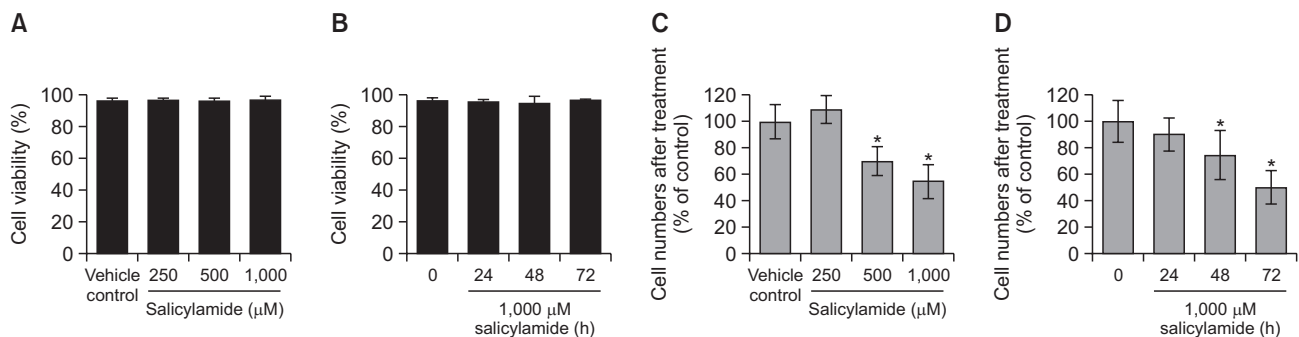 A
Cell viability (%)
100
80
60
40
20
0
Vehicle
control
250
500
1,000
Salicylamide (μM)
B
Cell viability (%)
100
80
60
40
20
0
0
24
48
72
1,000 μM
salicylamide (h)
C
Cell numbers after treatment
(% of control)
120
100
80
60
40
20
0
*
*
Vehicle
control
250
500
1,000
Salicylamide (μM)
D
Cell numbers after treatment
(% of control)
120
100
80
60
40
20
0
*
*
0
24
48
72
1,000 μM
salicylamide (h)